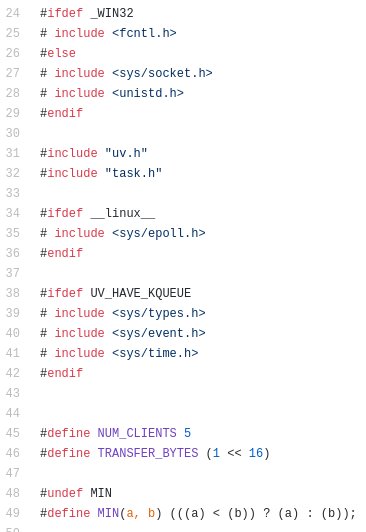 24 #ifdef _WIN32
25 # include <fcntl.h>
26 #else
27 # include <sys/socket.h>
28 # include <unistd.h>
29 #endif
30
31 #include "uv.h"
32 #include "task.h"
33
34 #ifdef __linux__
35 # include <sys/epoll.h>
36 #endif
37
38 #ifdef UV_HAVE_KQUEUE
39 # include <sys/types.h>
40 # include <sys/event.h>
41 # include <sys/time.h>
42 #endif
43
44
45 #define NUM_CLIENTS 5
46 #define TRANSFER_BYTES (1 << 16)
47
48 #undef MIN
49 #define MIN(a, b) (((a) < (b)) ? (a) : (b));
50